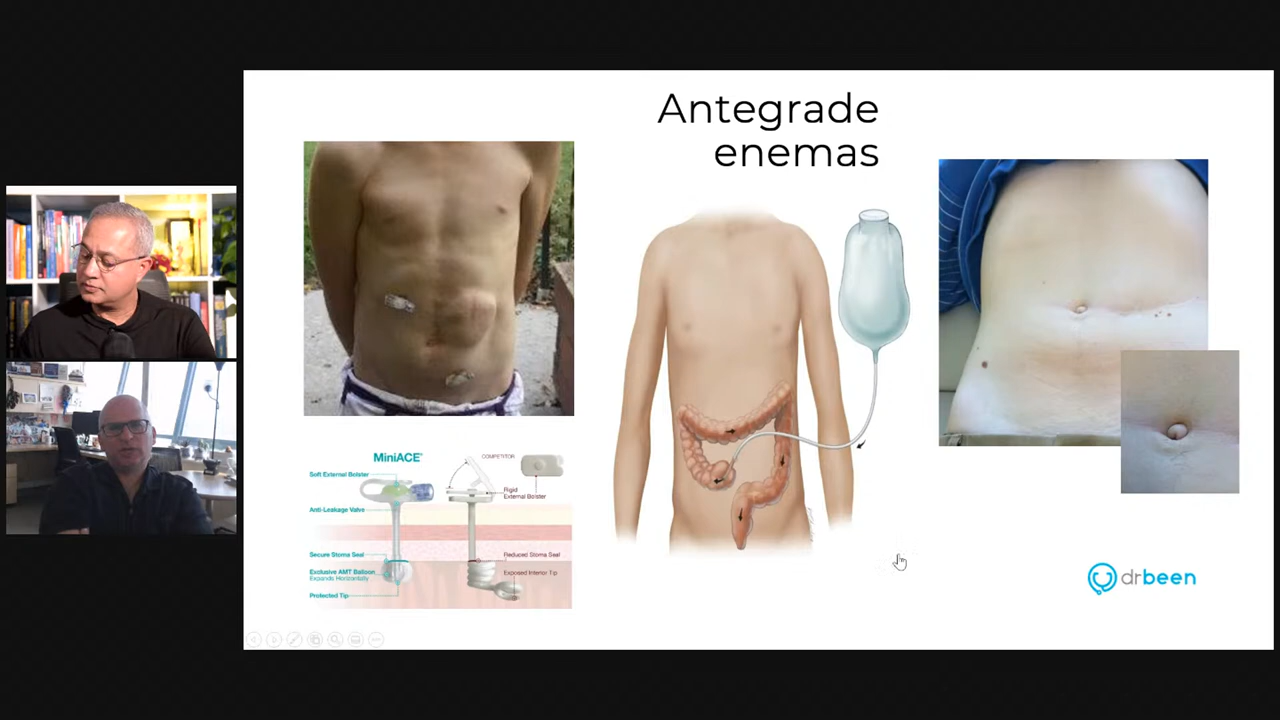 Antegrade
enemas
MiniACE®
COMPETITOR
Soft External Bolster
Rigid
External Bolster
Anti-Leakage Valve
Secure Stoma Seal
Reduced Stoma Seal
Exclusive AMT Balloon
Expands Horizontally
Exposed Interior Tip
Protected Tip
drbeen